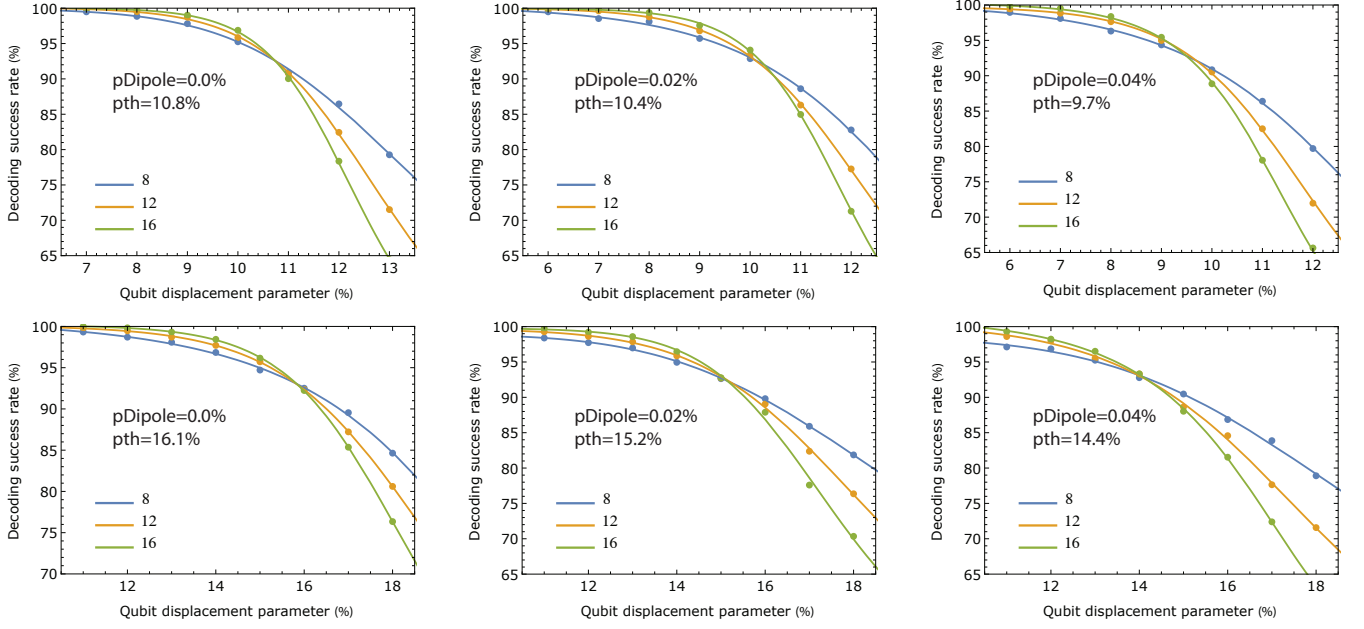 100
95
90
85
80
75
70
65
Decoding success rate (%)
pDipole=0.0%
pth=10.8%
8
12
16
7 8 9 10 11 12 13
Qubit displacement parameter (%)
100
95
90
85
80
75
70
65
Decoding success rate (%)
pDipole=0.02%
pth=10.4%
8
12
16
6 7 8 9 10 11 12
Qubit displacement parameter (%)
100
95
90
85
80
75
70
65
Decoding success rate (%)
pDipole=0.04%
pth=9.7%
8
12
16
6 7 8 9 10 11 12
Qubit displacement parameter (%)
100
95
90
85
80
75
70
Decoding success rate (%)
pDipole=0.0%
pth=16.1%
8
12
16
12 14 16 18
Qubit displacement parameter (%)
100
95
90
85
80
75
70
65
Decoding success rate (%)
pDipole=0.02%
pth=15.2%
8
12
16
12 14 16 18
Qubit displacement parameter (%)
100
95
90
85
80
75
70
65
Decoding success rate (%)
pDipole=0.04%
pth=14.4%
8
12
16
12 14 16 18
Qubit displacement parameter (%)